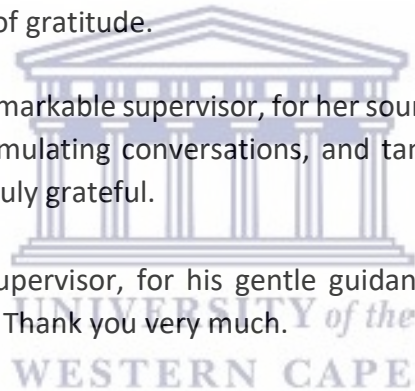 of gratitude.
markable supervisor, for her sour
mulating conversations, and tan
uly grateful.
upervisor, for his gentle guidan
UNIVERSITY of the
Thank you very much.
WESTERN CAPE